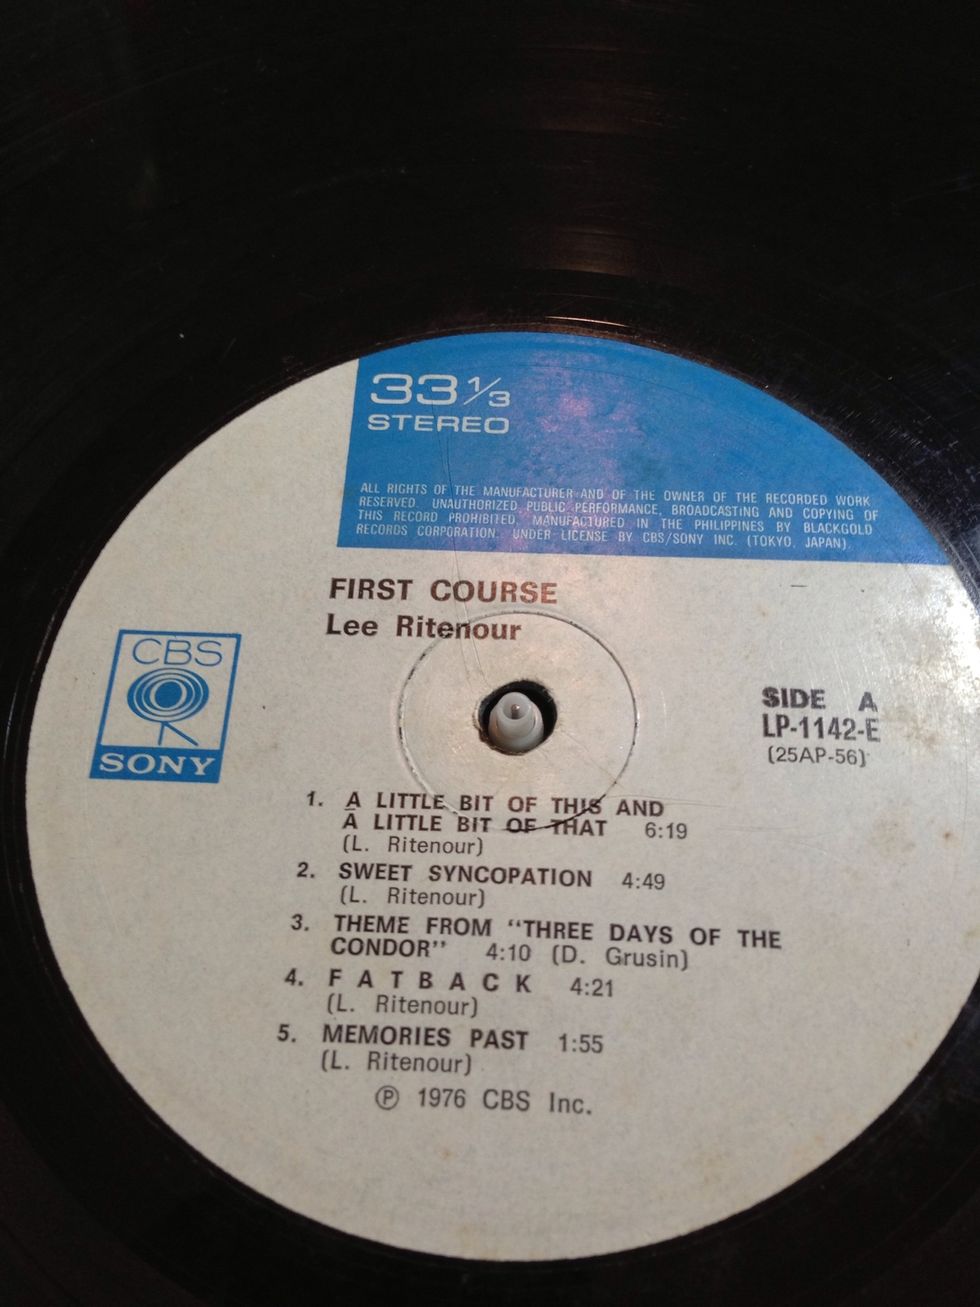 33 1/3
STEREO
ALL RIGHTS OF THE MANUFACTURER AND OF THE OWNER OF THE RECORDED WORK
RESERVED. UNAUTHORIZED PUBLIC PERFORMANCE, BROADCASTING AND COPYING OF
THIS RECORD PROHIBITED. MANUFACTURED IN THE PHILIPPINES BY BLACKGOLD
RECORDS CORPORATION. UNDER LICENSE BY CBS/SONY INC. (TOKYO, JAPAN).
FIRST COURSE
Lee Ritenour
CBS
SONY
SIDE A
LP-1142-E
(25AP-56)
1. A LITTLE BIT OF THIS AND
A LITTLE BIT OF THAT 6:19
(L. Ritenour)
2. SWEET SYNCOPATION 4:49
(L. Ritenour)
3. THEME FROM "THREE DAYS OF THE
CONDOR" 4:10 (D. Grusin)
4. F A T B A C K 4:21
(L. Ritenour)
5. MEMORIES PAST 1:55
(L. Ritenour)
℗ 1976 CBS Inc.